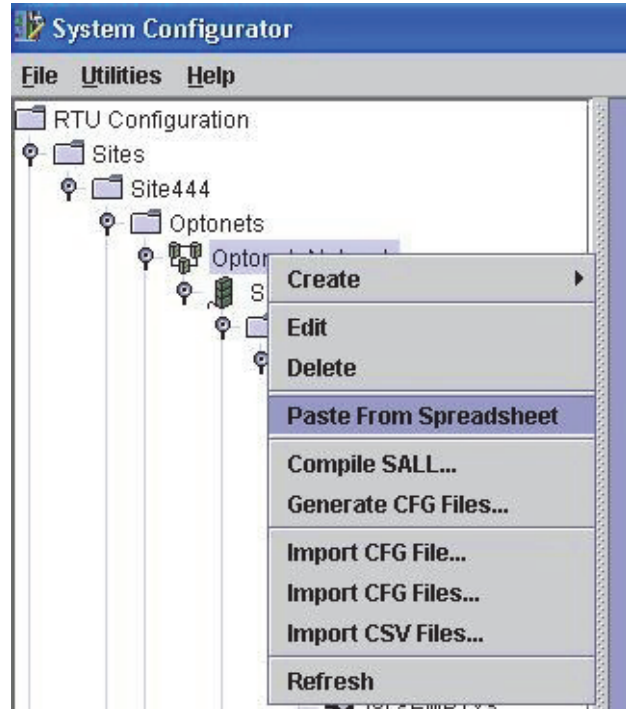 System Configurator
File Utilities Help
RTU Configuration
Sites
Site444
Optonets
Create
Edit
Delete
Paste From Spreadsheet
Compile SALL...
Generate CFG Files...
Import CFG File...
Import CFG Files...
Import CSV Files...
Refresh